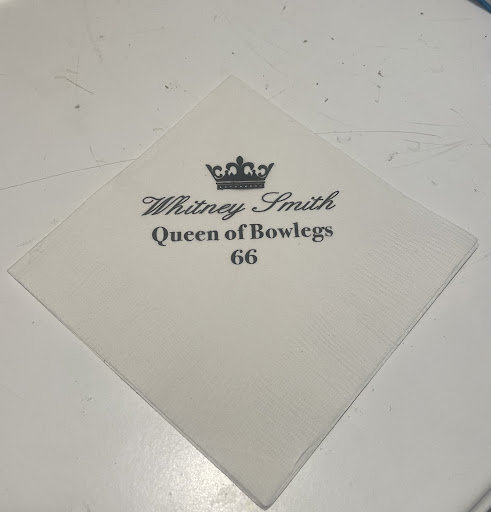 Whitney Smith
Queen of Bowlegs
66